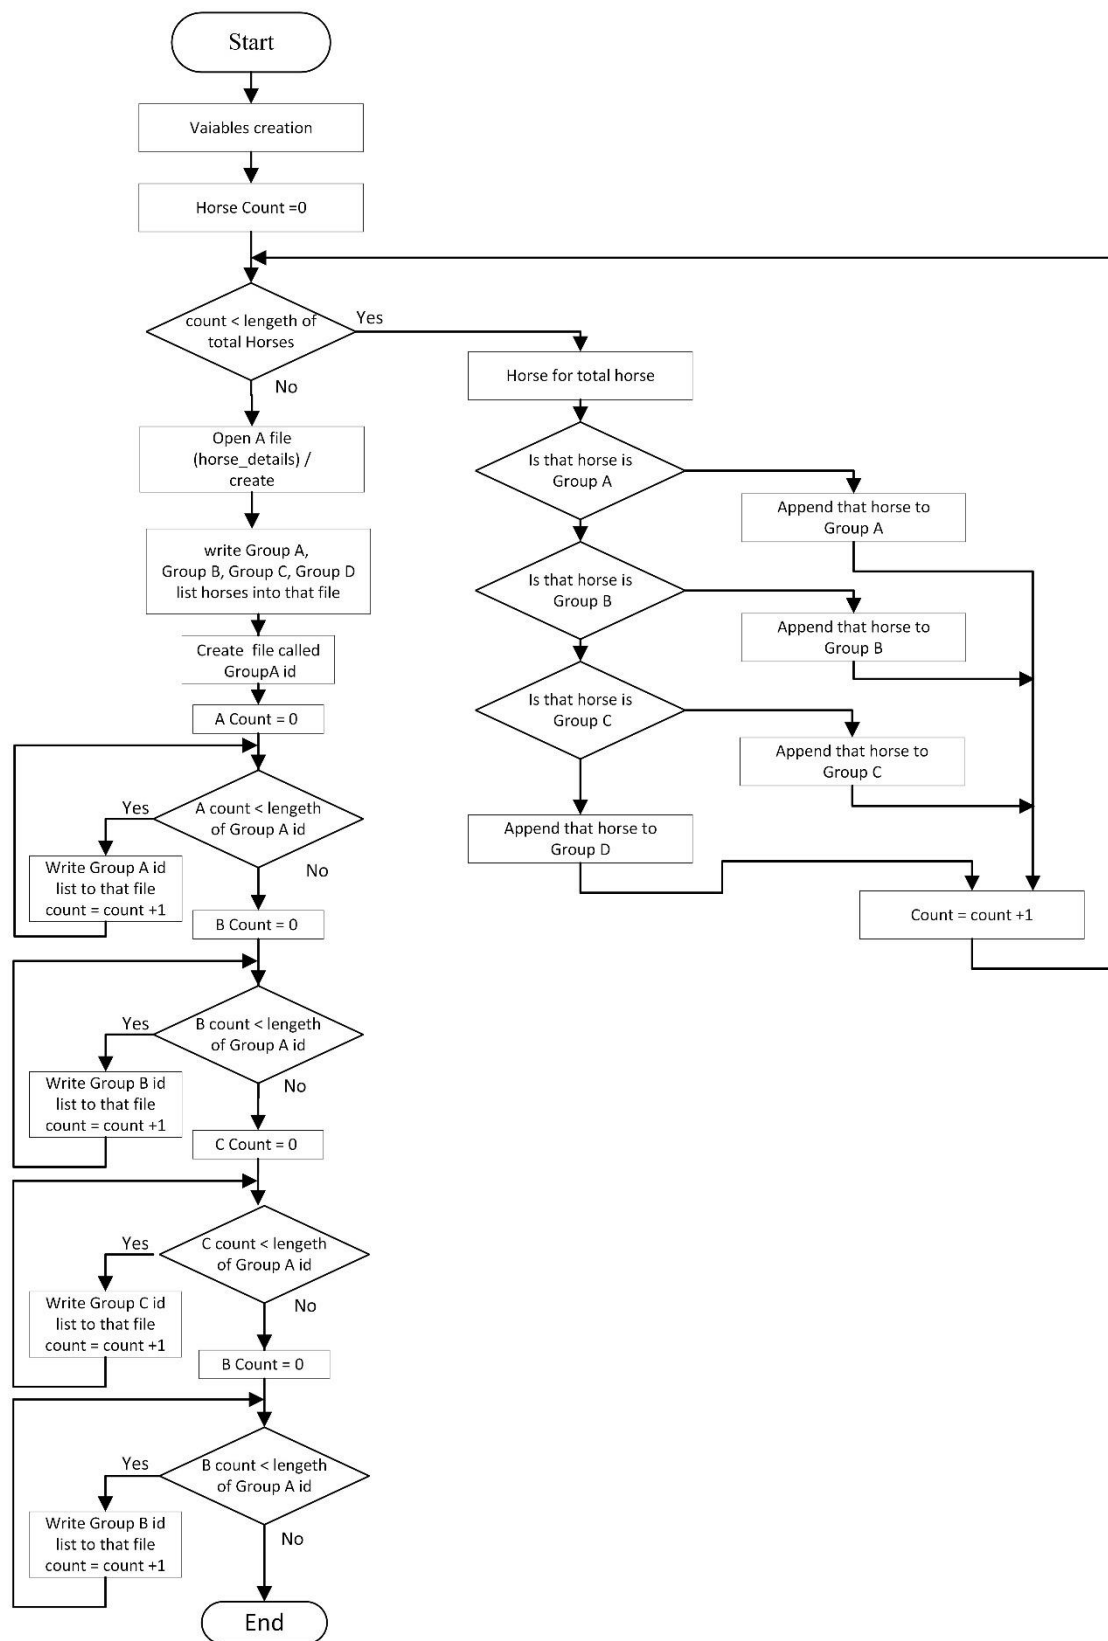 Start
Vaiables creation
Horse Count =0
count < lengeth of
total Horses
Yes
No
Horse for total horse
Is that horse is
Group A
Append that horse to
Group A
Is that horse is
Group B
Append that horse to
Group B
Is that horse is
Group C
Append that horse to
Group C
Append that horse to
Group D
Count = count +1
Open A file
(horse_details) /
create
write Group A,
Group B, Group C, Group D
list horses into that file
Create file called
GroupA id
A Count = 0
A count < lengeth
of Group A id
Yes
No
Write Group A id
list to that file
count = count +1
B Count = 0
B count < lengeth
of Group A id
Yes
No
Write Group B id
list to that file
count = count +1
C Count = 0
C count < lengeth
of Group A id
Yes
No
Write Group C id
list to that file
count = count +1
B Count = 0
B count < lengeth
of Group A id
Yes
No
Write Group B id
list to that file
count = count +1
End